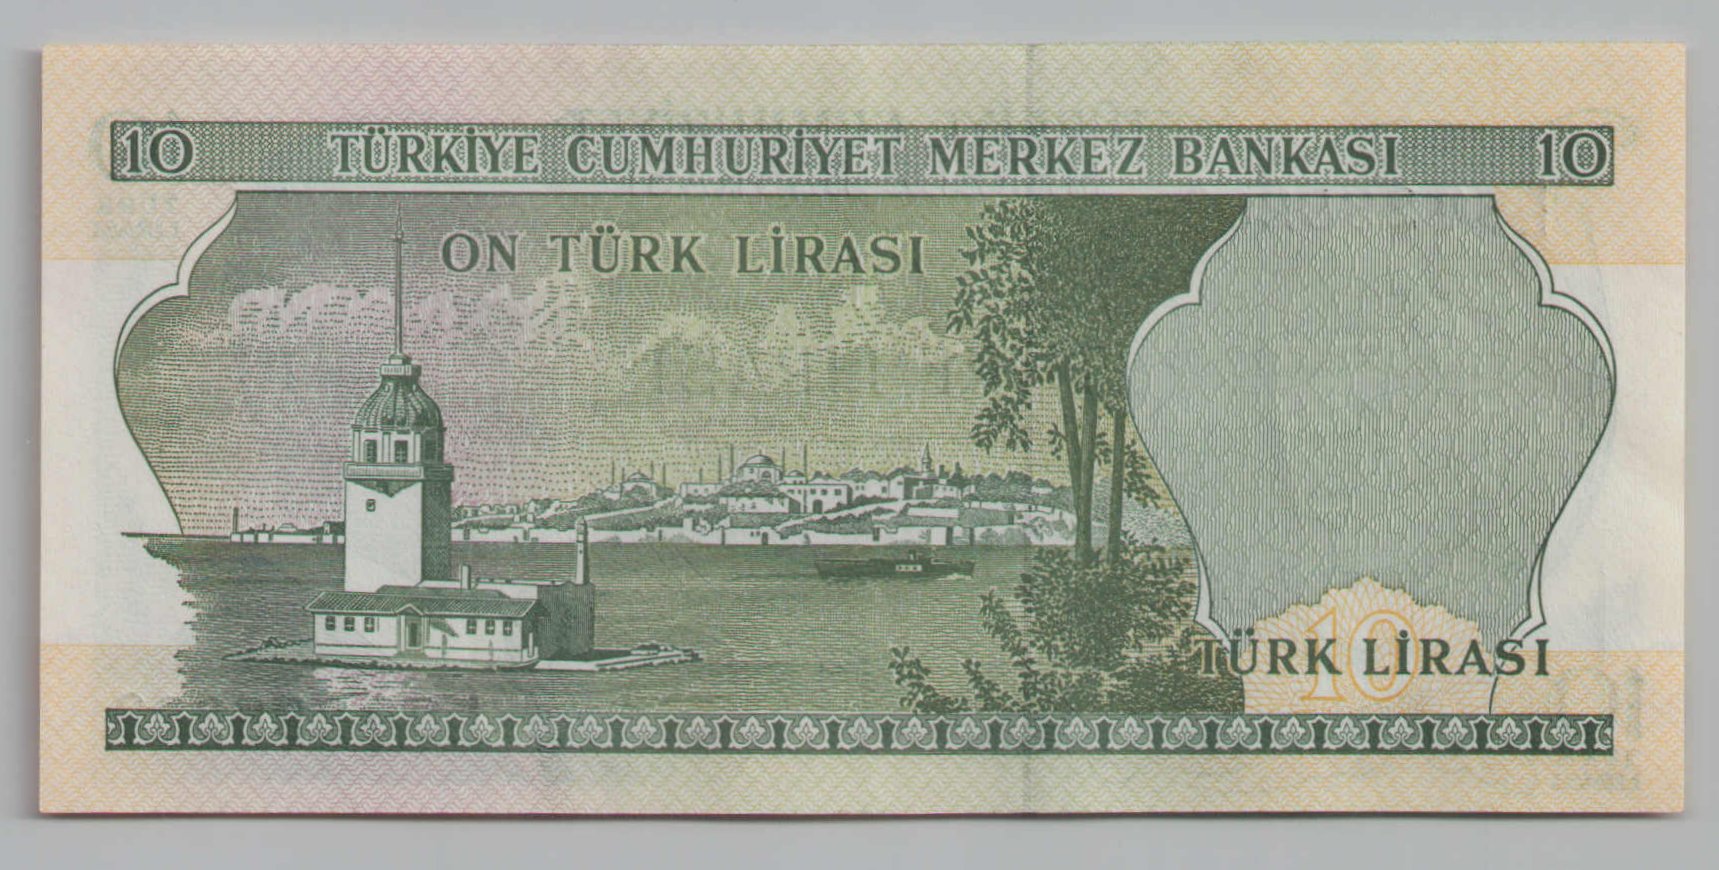 10 TÜRKİYE CUMHURİYET MERKEZ BANKASI 10
ON TÜRK LİRASI
10
TÜRK LİRASI